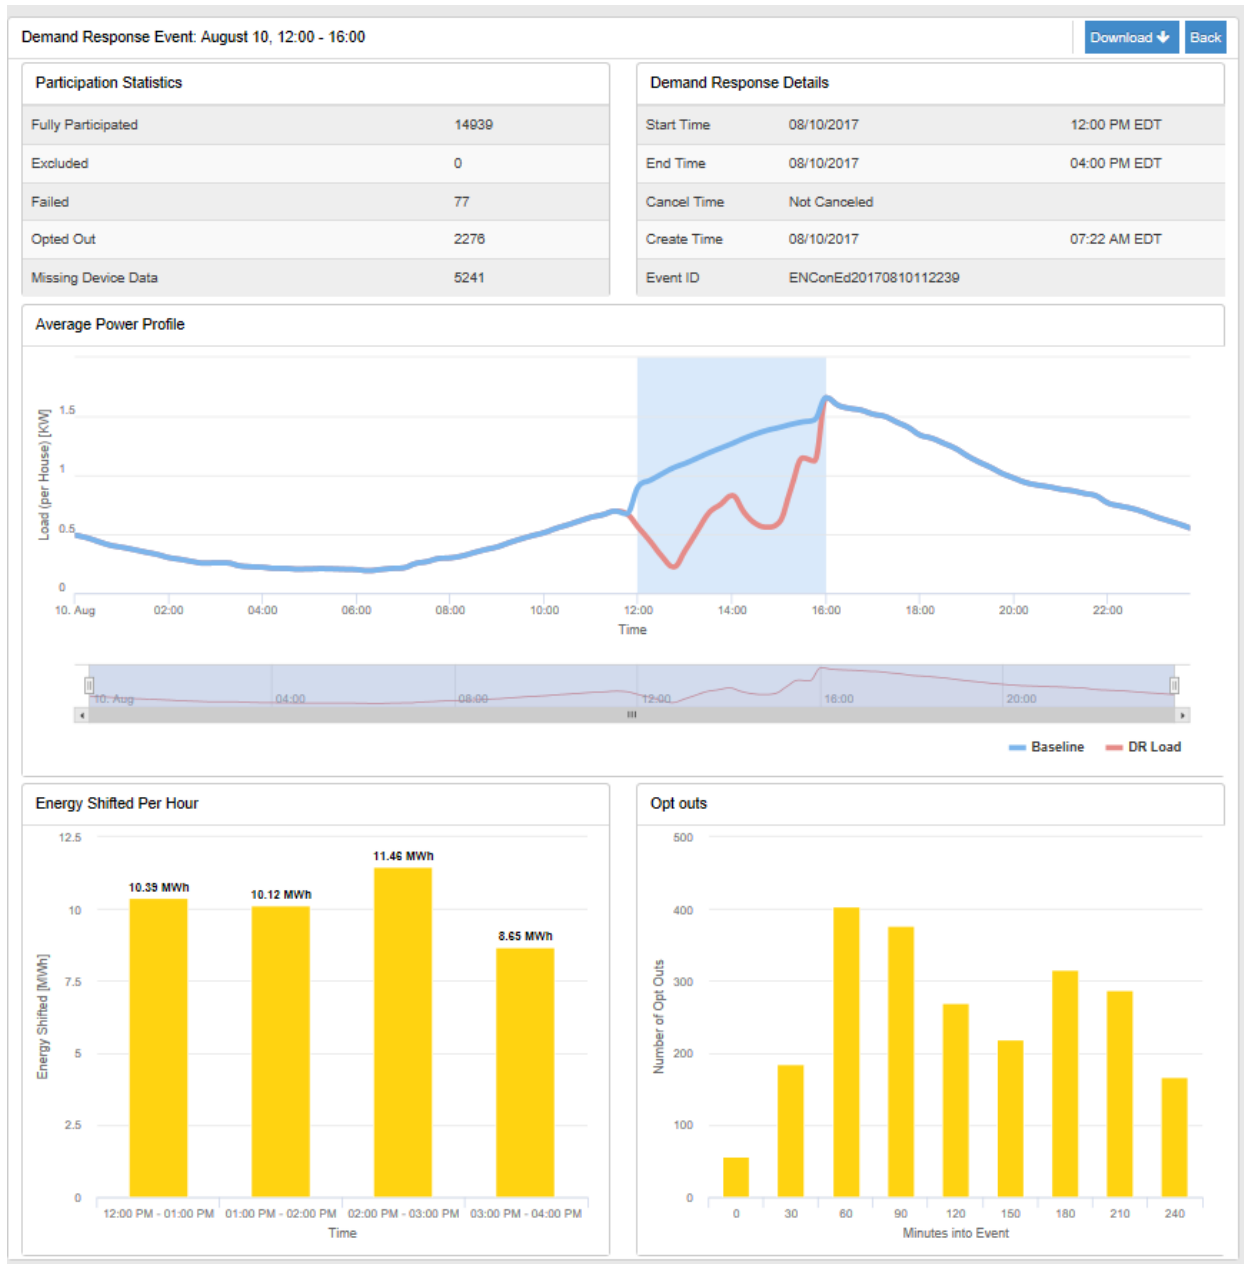 Demand Response Event: August 10, 12:00 - 16:00
Download Back
Participation Statistics
Fully Participated 14939
Excluded 0
Failed 77
Opted Out 2276
Missing Device Data 5241
Demand Response Details
Start Time 08/10/2017 12:00 PM EDT
End Time 08/10/2017 04:00 PM EDT
Cancel Time Not Canceled
Create Time 08/10/2017 07:22 AM EDT
Event ID ENConEd20170810112239
Average Power Profile
Load (per House) [KW]
1.5
1
0.5
0
10. Aug 02:00 04:00 06:00 08:00 10:00 12:00 14:00 16:00 18:00 20:00 22:00
Time
10. Aug 04:00 08:00 12:00 16:00 20:00
Baseline DR Load
Energy Shifted Per Hour
Energy Shifted [MWh]
12.5
10
7.5
5
2.5
0
10.39 MWh
10.12 MWh
11.46 MWh
8.65 MWh
12:00 PM - 01:00 PM 01:00 PM - 02:00 PM 02:00 PM - 03:00 PM 03:00 PM - 04:00 PM
Time
Opt outs
Number of Opt Outs
500
400
300
200
100
0
0 30 60 90 120 150 180 210 240
Minutes into Event